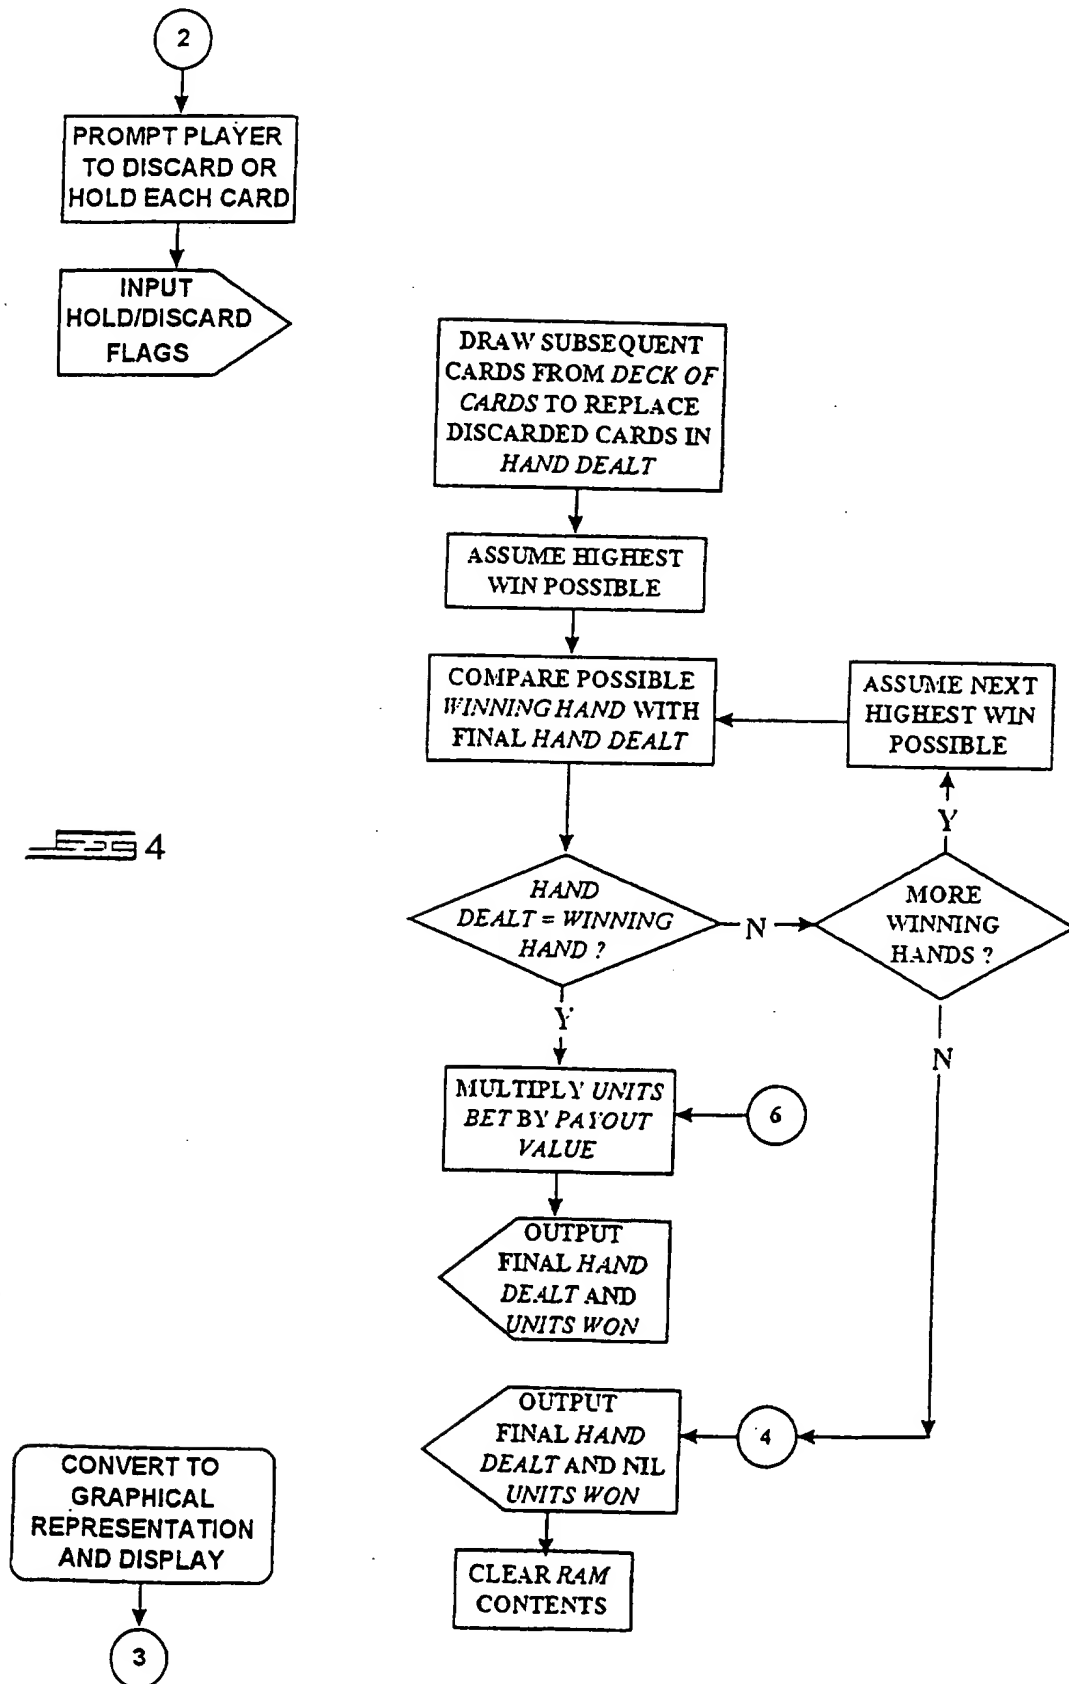 2
PROMPT PLAYER
TO DISCARD OR
HOLD EACH CARD
INPUT
HOLD/DISCARD
FLAGS
DRAW SUBSEQUENT
CARDS FROM DECK OF
CARDS TO REPLACE
DISCARDED CARDS IN
HAND DEALT
ASSUME HIGHEST
WIN POSSIBLE
COMPARE POSSIBLE
WINNING HAND WITH
FINAL HAND DEALT
ASSUME NEXT
HIGHEST WIN
POSSIBLE
Y
4
HAND
DEALT = WINNING
HAND ?
N
MORE
WINNING
HANDS ?
Y
N
MULTIPLY UNITS
BET BY PAYOUT
VALUE
6
OUTPUT
FINAL HAND
DEALT AND
UNITS WON
OUTPUT
FINAL HAND
DEALT AND NIL
UNITS WON
4
CONVERT TO
GRAPHICAL
REPRESENTATION
AND DISPLAY
CLEAR RAM
CONTENTS
3